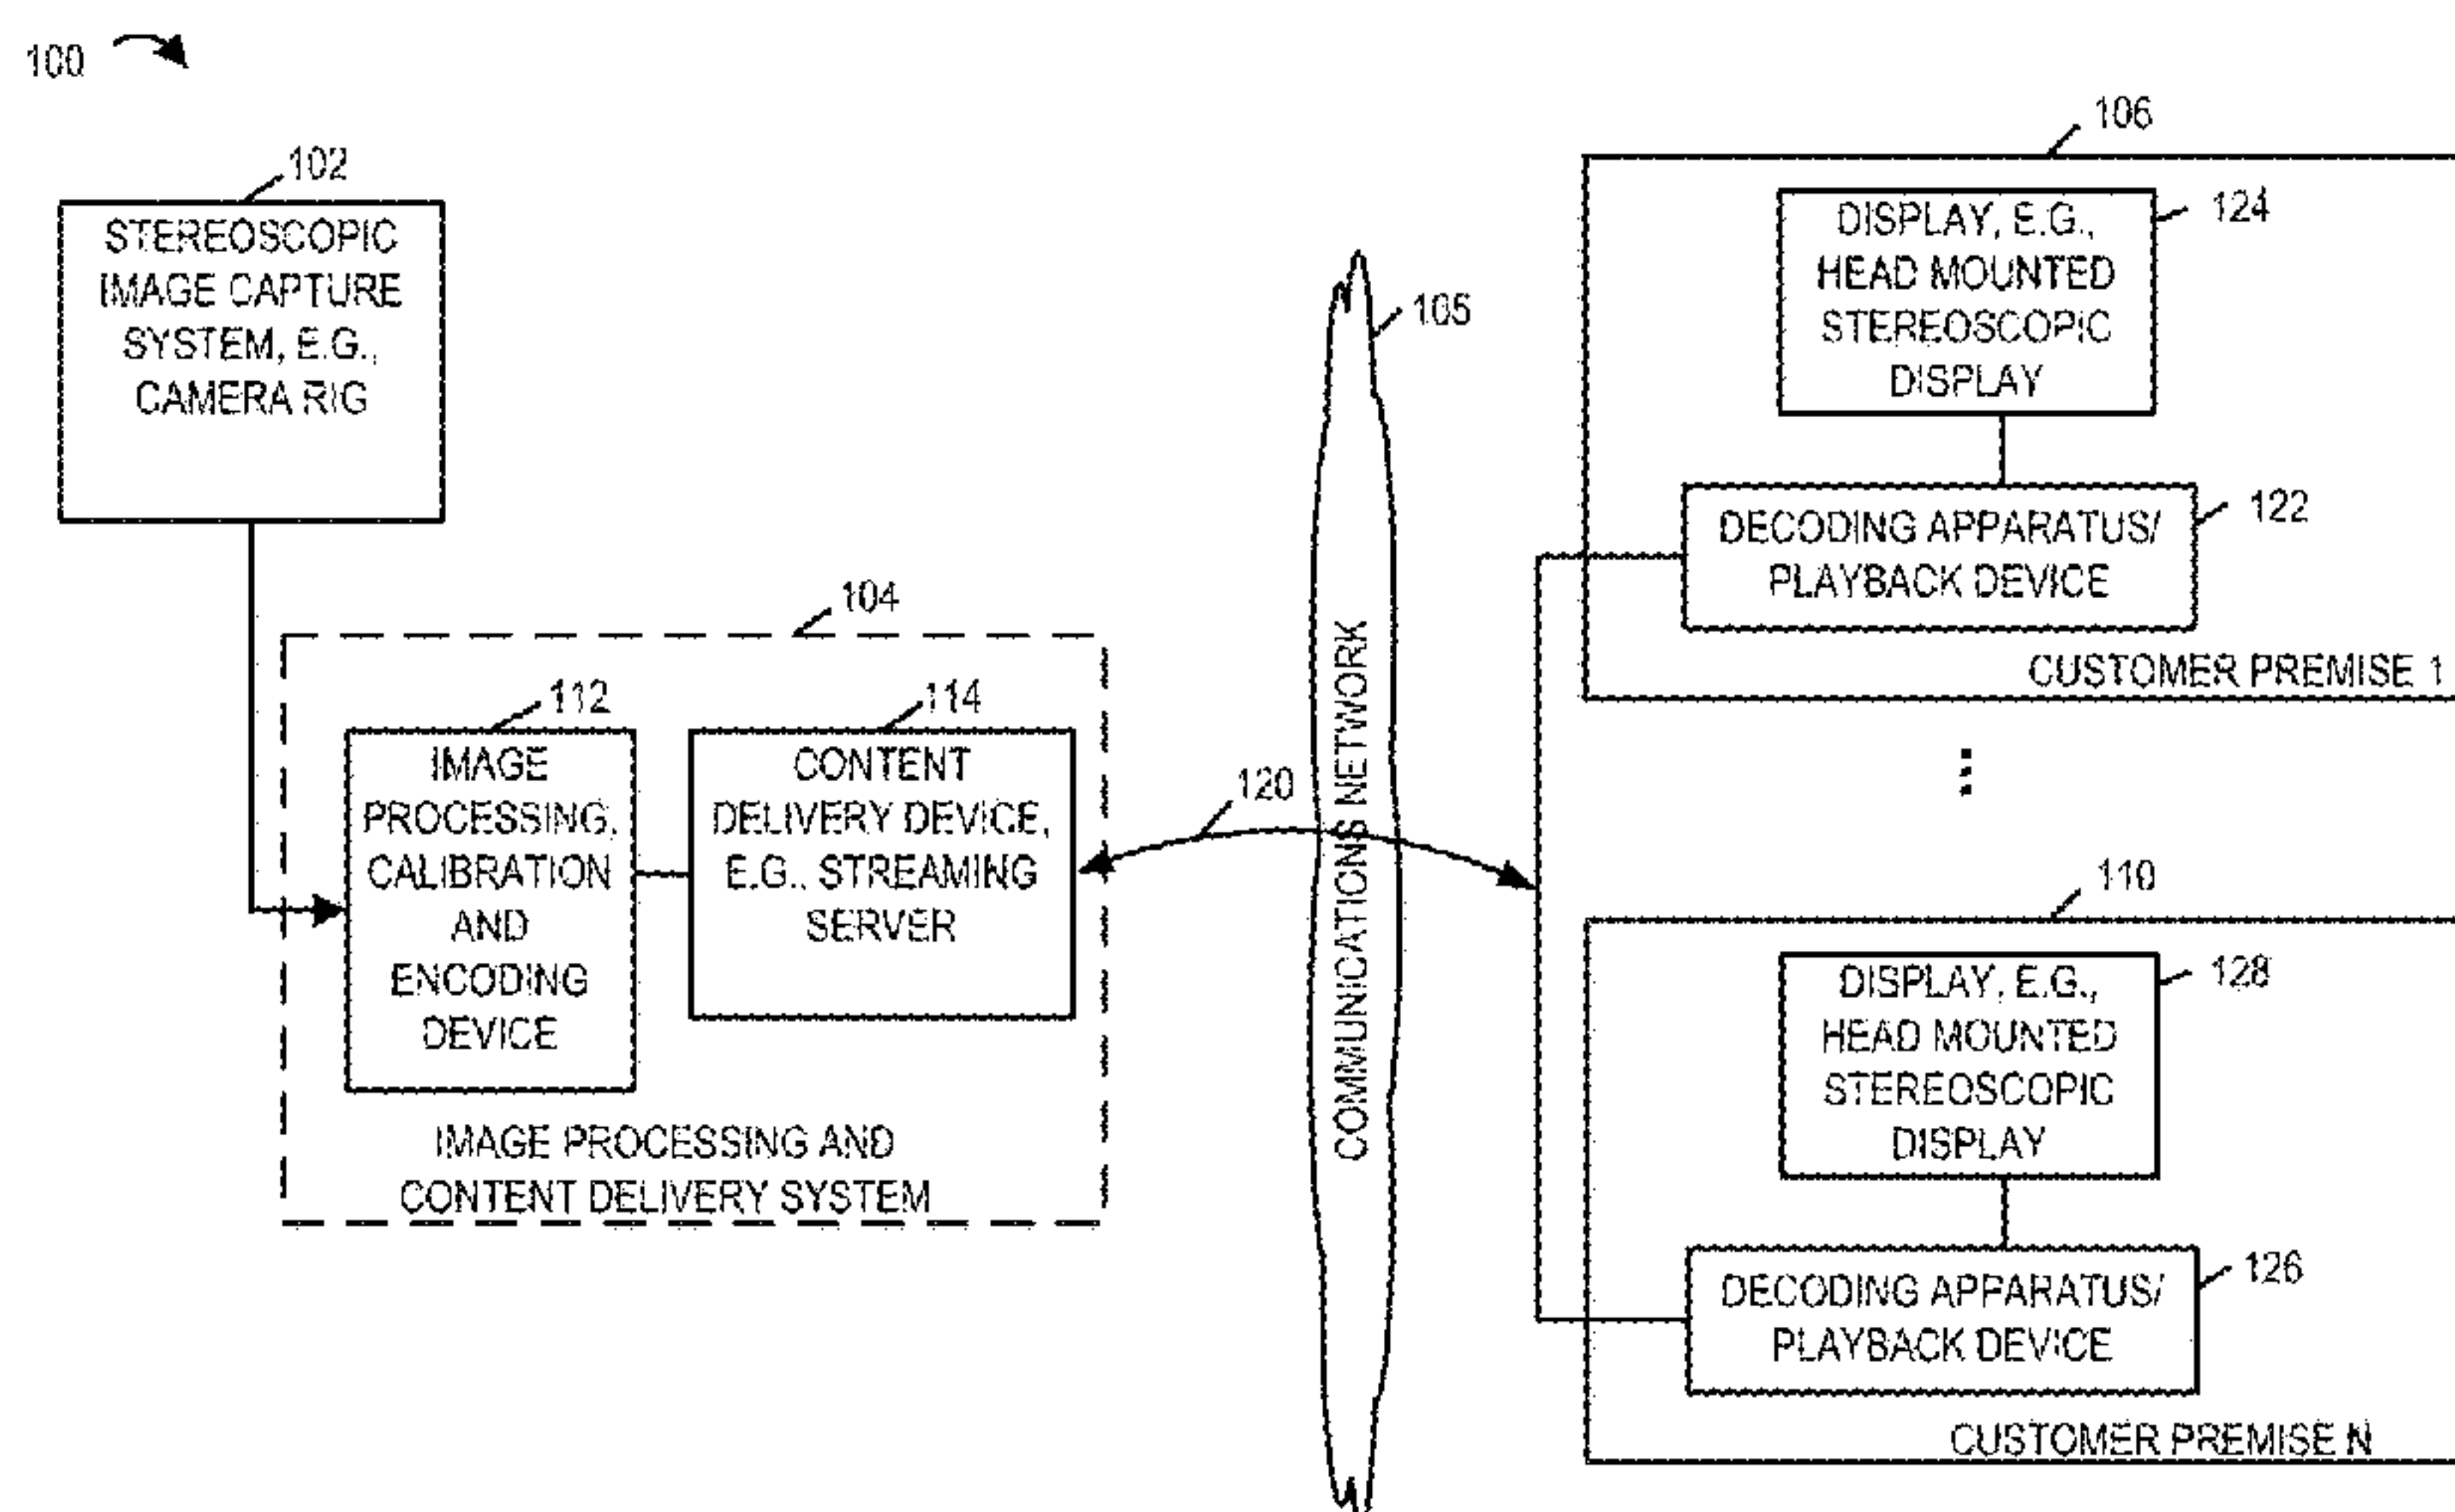 100
102
STEREOSCOPIC
IMAGE CAPTURE
SYSTEM, E.G.,
CAMERA RIG
104
112
IMAGE
PROCESSING,
CALIBRATION
AND
ENCODING
DEVICE
114
CONTENT
DELIVERY DEVICE,
E.G., STREAMING
SERVER
IMAGE PROCESSING AND
CONTENT DELIVERY SYSTEM
120
105
COMMUNICATIONS NETWORK
106
124
DISPLAY, E.G.,
HEAD MOUNTED
STEREOSCOPIC
DISPLAY
122
DECODING APPARATUS/
PLAYBACK DEVICE
CUSTOMER PREMISE 1
110
128
DISPLAY, E.G.,
HEAD MOUNTED
STEREOSCOPIC
DISPLAY
126
DECODING APPARATUS/
PLAYBACK DEVICE
CUSTOMER PREMISE N